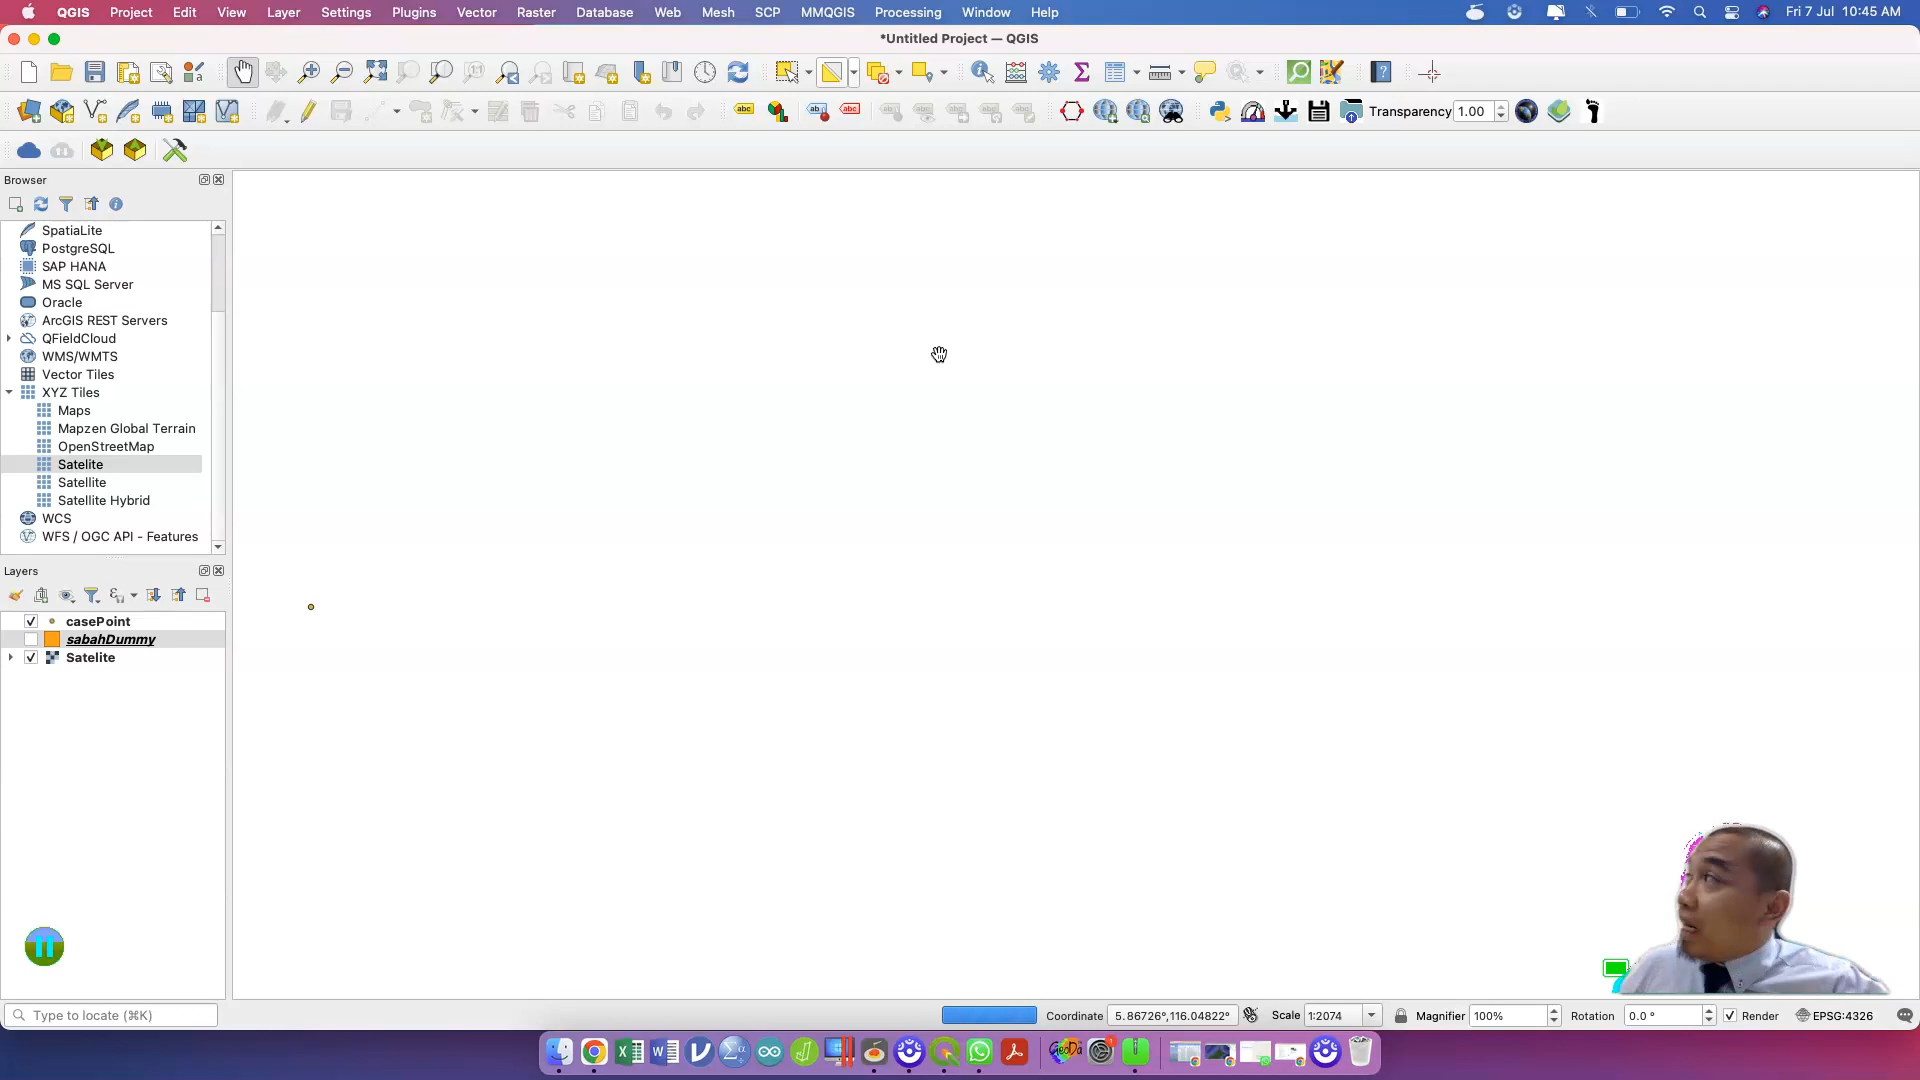 QGIS Project Edit View Layer Settings Plugins Vector Raster Database Web Mesh SCP MMQGIS Processing Window Help Fri 7 Jul 10:45 AM
*Untitled Project — QGIS
Transparency 1.00
Browser
SpatiaLite
PostgreSQL
SAP HANA
MS SQL Server
Oracle
ArcGIS REST Servers
QFieldCloud
WMS/WMTS
Vector Tiles
XYZ Tiles
Maps
Mapzen Global Terrain
OpenStreetMap
Satelite
Satellite
Satellite Hybrid
WCS
WFS / OGC API - Features
Layers
casePoint
sabahDummy
Satelite
Type to locate (⌘K) Coordinate 5.86726°,116.04822° Scale 1:2074 Magnifier 100% Rotation 0.0 ° Render EPSG:4326
GeoDa